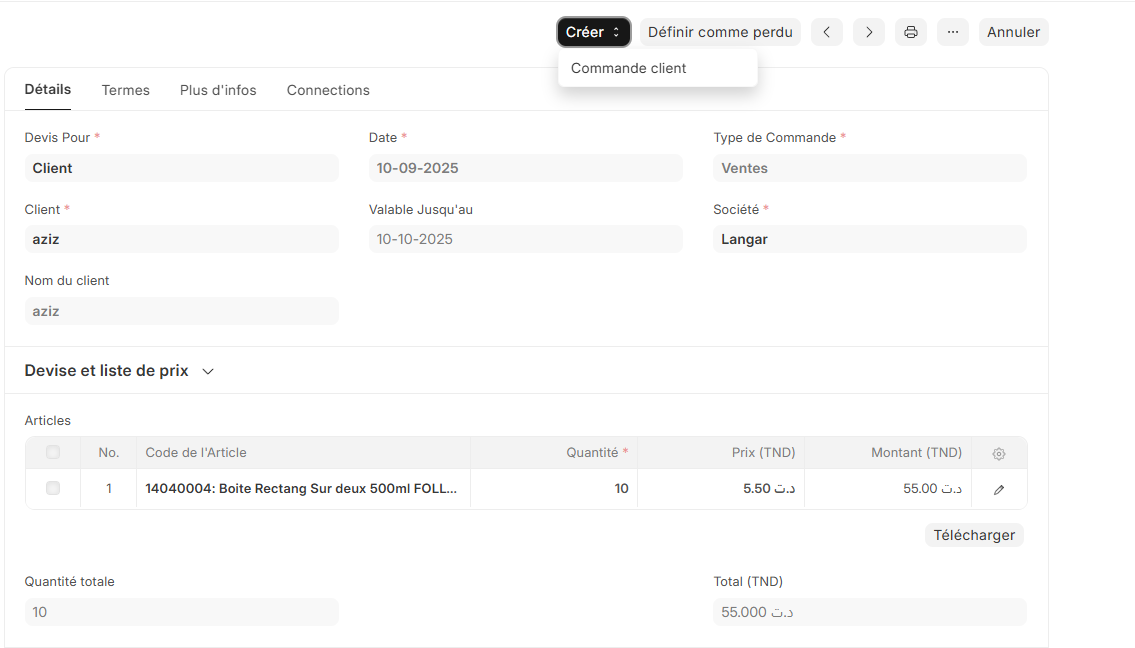 Créer Définir comme perdu ... Annuler
Commande client
Détails Termes Plus d'infos Connections
Devis Pour * Date * Type de Commande *
Client 10-09-2025 Ventes
Client * Valable Jusqu'au Société *
aziz 10-10-2025 Langar
Nom du client
aziz
Devise et liste de prix
Articles
No. Code de l'Article Quantité * Prix (TND) Montant (TND)
1 14040004: Boite Rectang Sur deux 500ml FOLL... 10 5.50 د.ت 55.00 د.ت
Télécharger
Quantité totale Total (TND)
10 55.000 د.ت